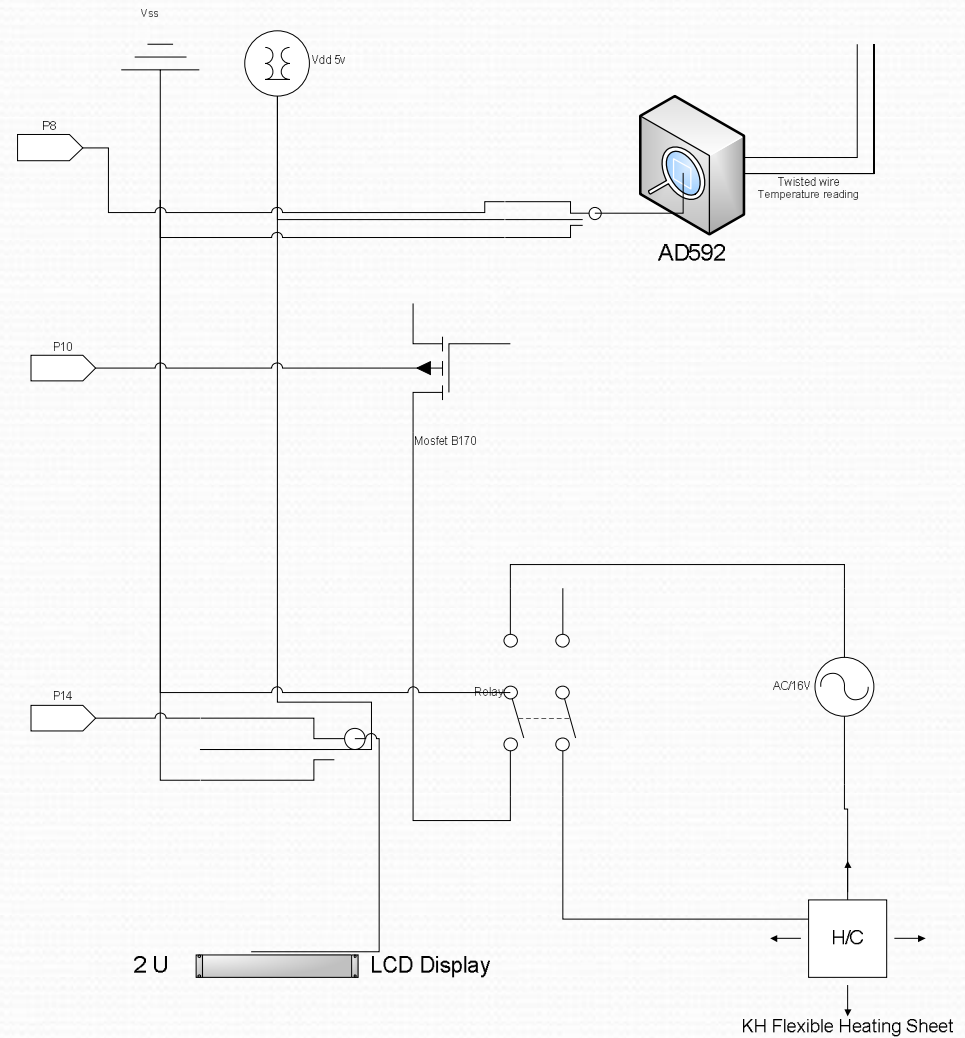 Vss
Vdd 5v
P8
Twisted wire
Temperature reading
AD592
P10
Mosfet B170
P14
Relay
AC/16V
H/C
2 U
LCD Display
KH Flexible Heating Sheet